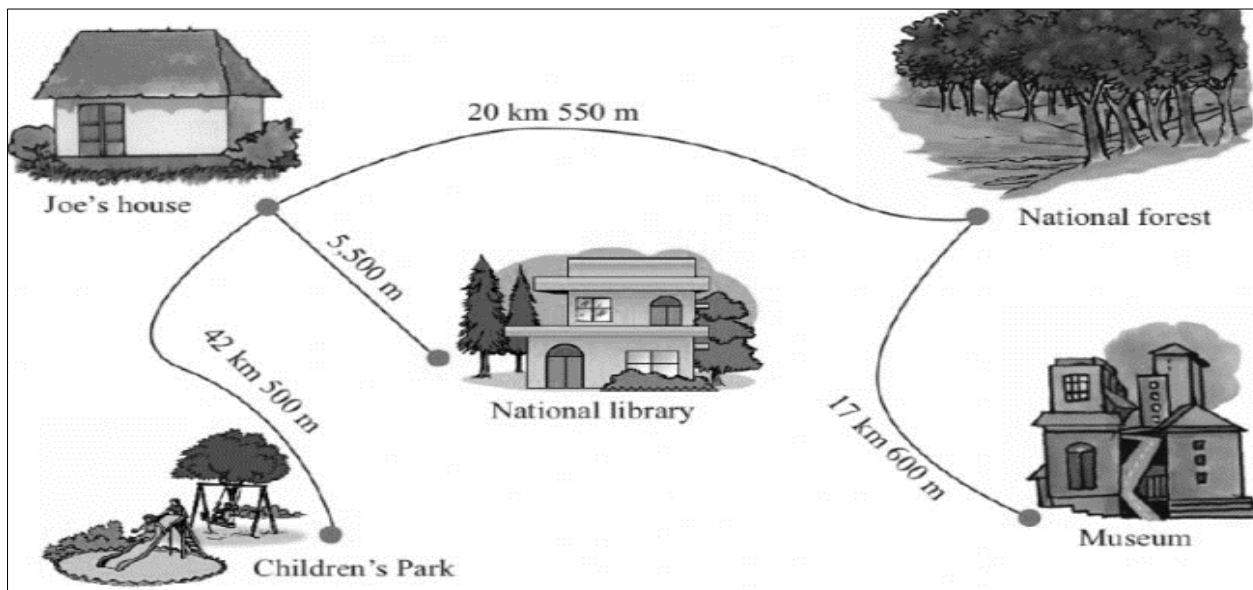 20 km 550 m
Joe's house
National forest
5,500 m
42 km 500 m
National library
17 km 600 m
Museum
Children's Park